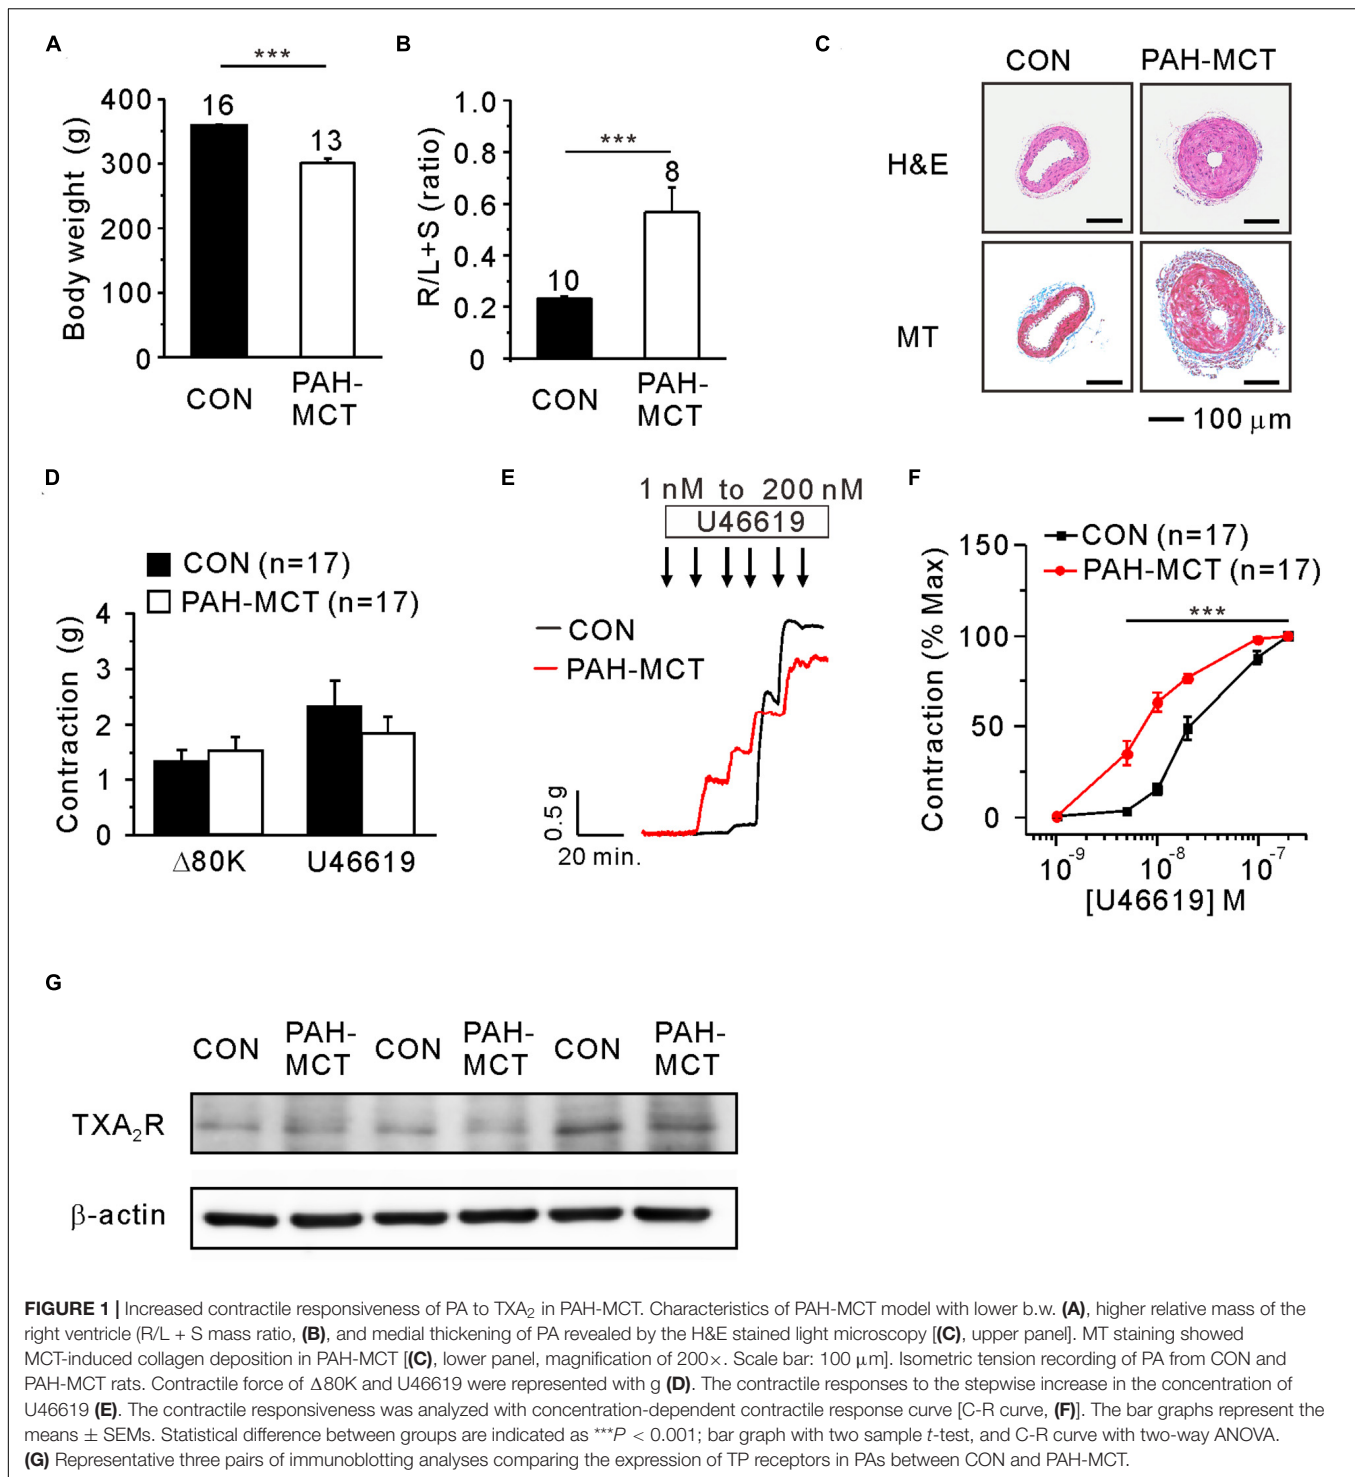 A
***
Body weight (g)
400
300
200
100
0
16
13
CON
PAH-
MCT
B
***
R/L+S (ratio)
1.0
0.8
0.6
0.4
0.2
0
10
8
CON
PAH-
MCT
C
CON
PAH-MCT
H&E
MT
100 μm
D
CON (n=17)
PAH-MCT (n=17)
Contraction (g)
4
3
2
1
0
Δ80K
U46619
E
1 nM to 200 nM
U46619
CON
PAH-MCT
0.5 g
20 min.
F
CON (n=17)
PAH-MCT (n=17)
***
Contraction (% Max)
150
100
50
0
10⁻⁹
10⁻⁸
10⁻⁷
[U46619] M
G
CON
PAH-
MCT
CON
PAH-
MCT
CON
PAH-
MCT
TXA₂R
β-actin
FIGURE 1 | Increased contractile responsiveness of PA to TXA₂ in PAH-MCT. Characteristics of PAH-MCT model with lower b.w. (A), higher relative mass of the
right ventricle (R/L + S mass ratio, (B), and medial thickening of PA revealed by the H&E stained light microscopy [(C), upper panel]. MT staining showed
MCT-induced collagen deposition in PAH-MCT [(C), lower panel, magnification of 200×. Scale bar: 100 μm]. Isometric tension recording of PA from CON and
PAH-MCT rats. Contractile force of Δ80K and U46619 were represented with g (D). The contractile responses to the stepwise increase in the concentration of
U46619 (E). The contractile responsiveness was analyzed with concentration-dependent contractile response curve [C-R curve, (F)]. The bar graphs represent the
means ± SEMs. Statistical difference between groups are indicated as ***P < 0.001; bar graph with two sample t-test, and C-R curve with two-way ANOVA.
(G) Representative three pairs of immunoblotting analyses comparing the expression of TP receptors in PAs between CON and PAH-MCT.